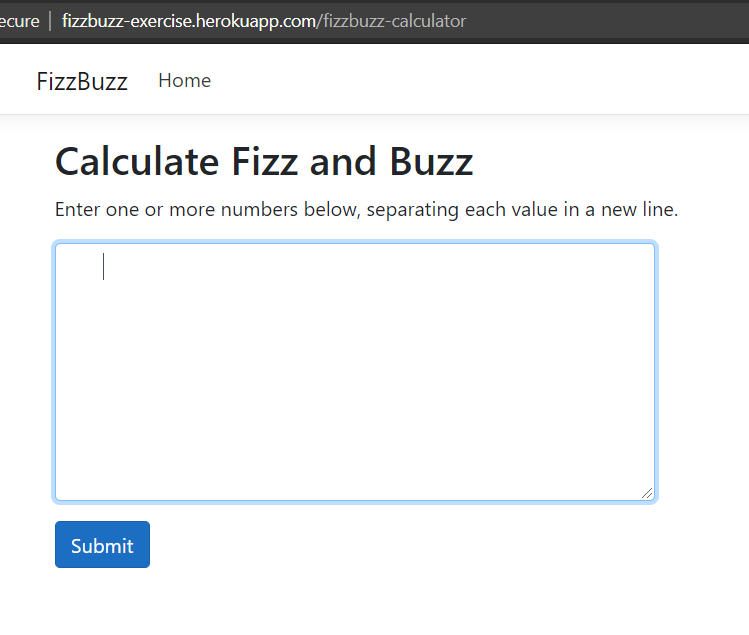 ecure | fizzbuzz-exercise.herokuapp.com/fizzbuzz-calculator
FizzBuzz Home
Calculate Fizz and Buzz
Enter one or more numbers below, separating each value in a new line.
Submit